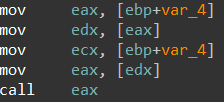 mov eax, [ebp+var_4]
mov edx, [eax]
mov ecx, [ebp+var_4]
mov eax, [edx]
call eax